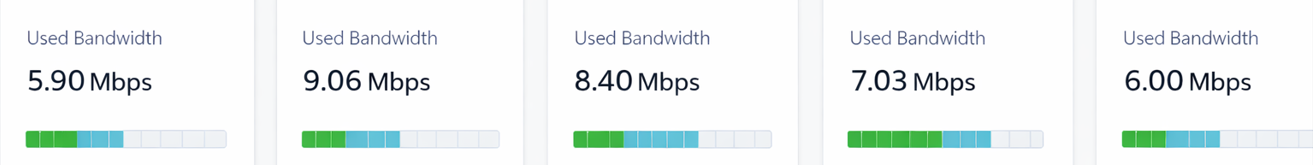 Used Bandwidth
5.90 Mbps
Used Bandwidth
9.06 Mbps
Used Bandwidth
8.40 Mbps
Used Bandwidth
7.03 Mbps
Used Bandwidth
6.00 Mbps